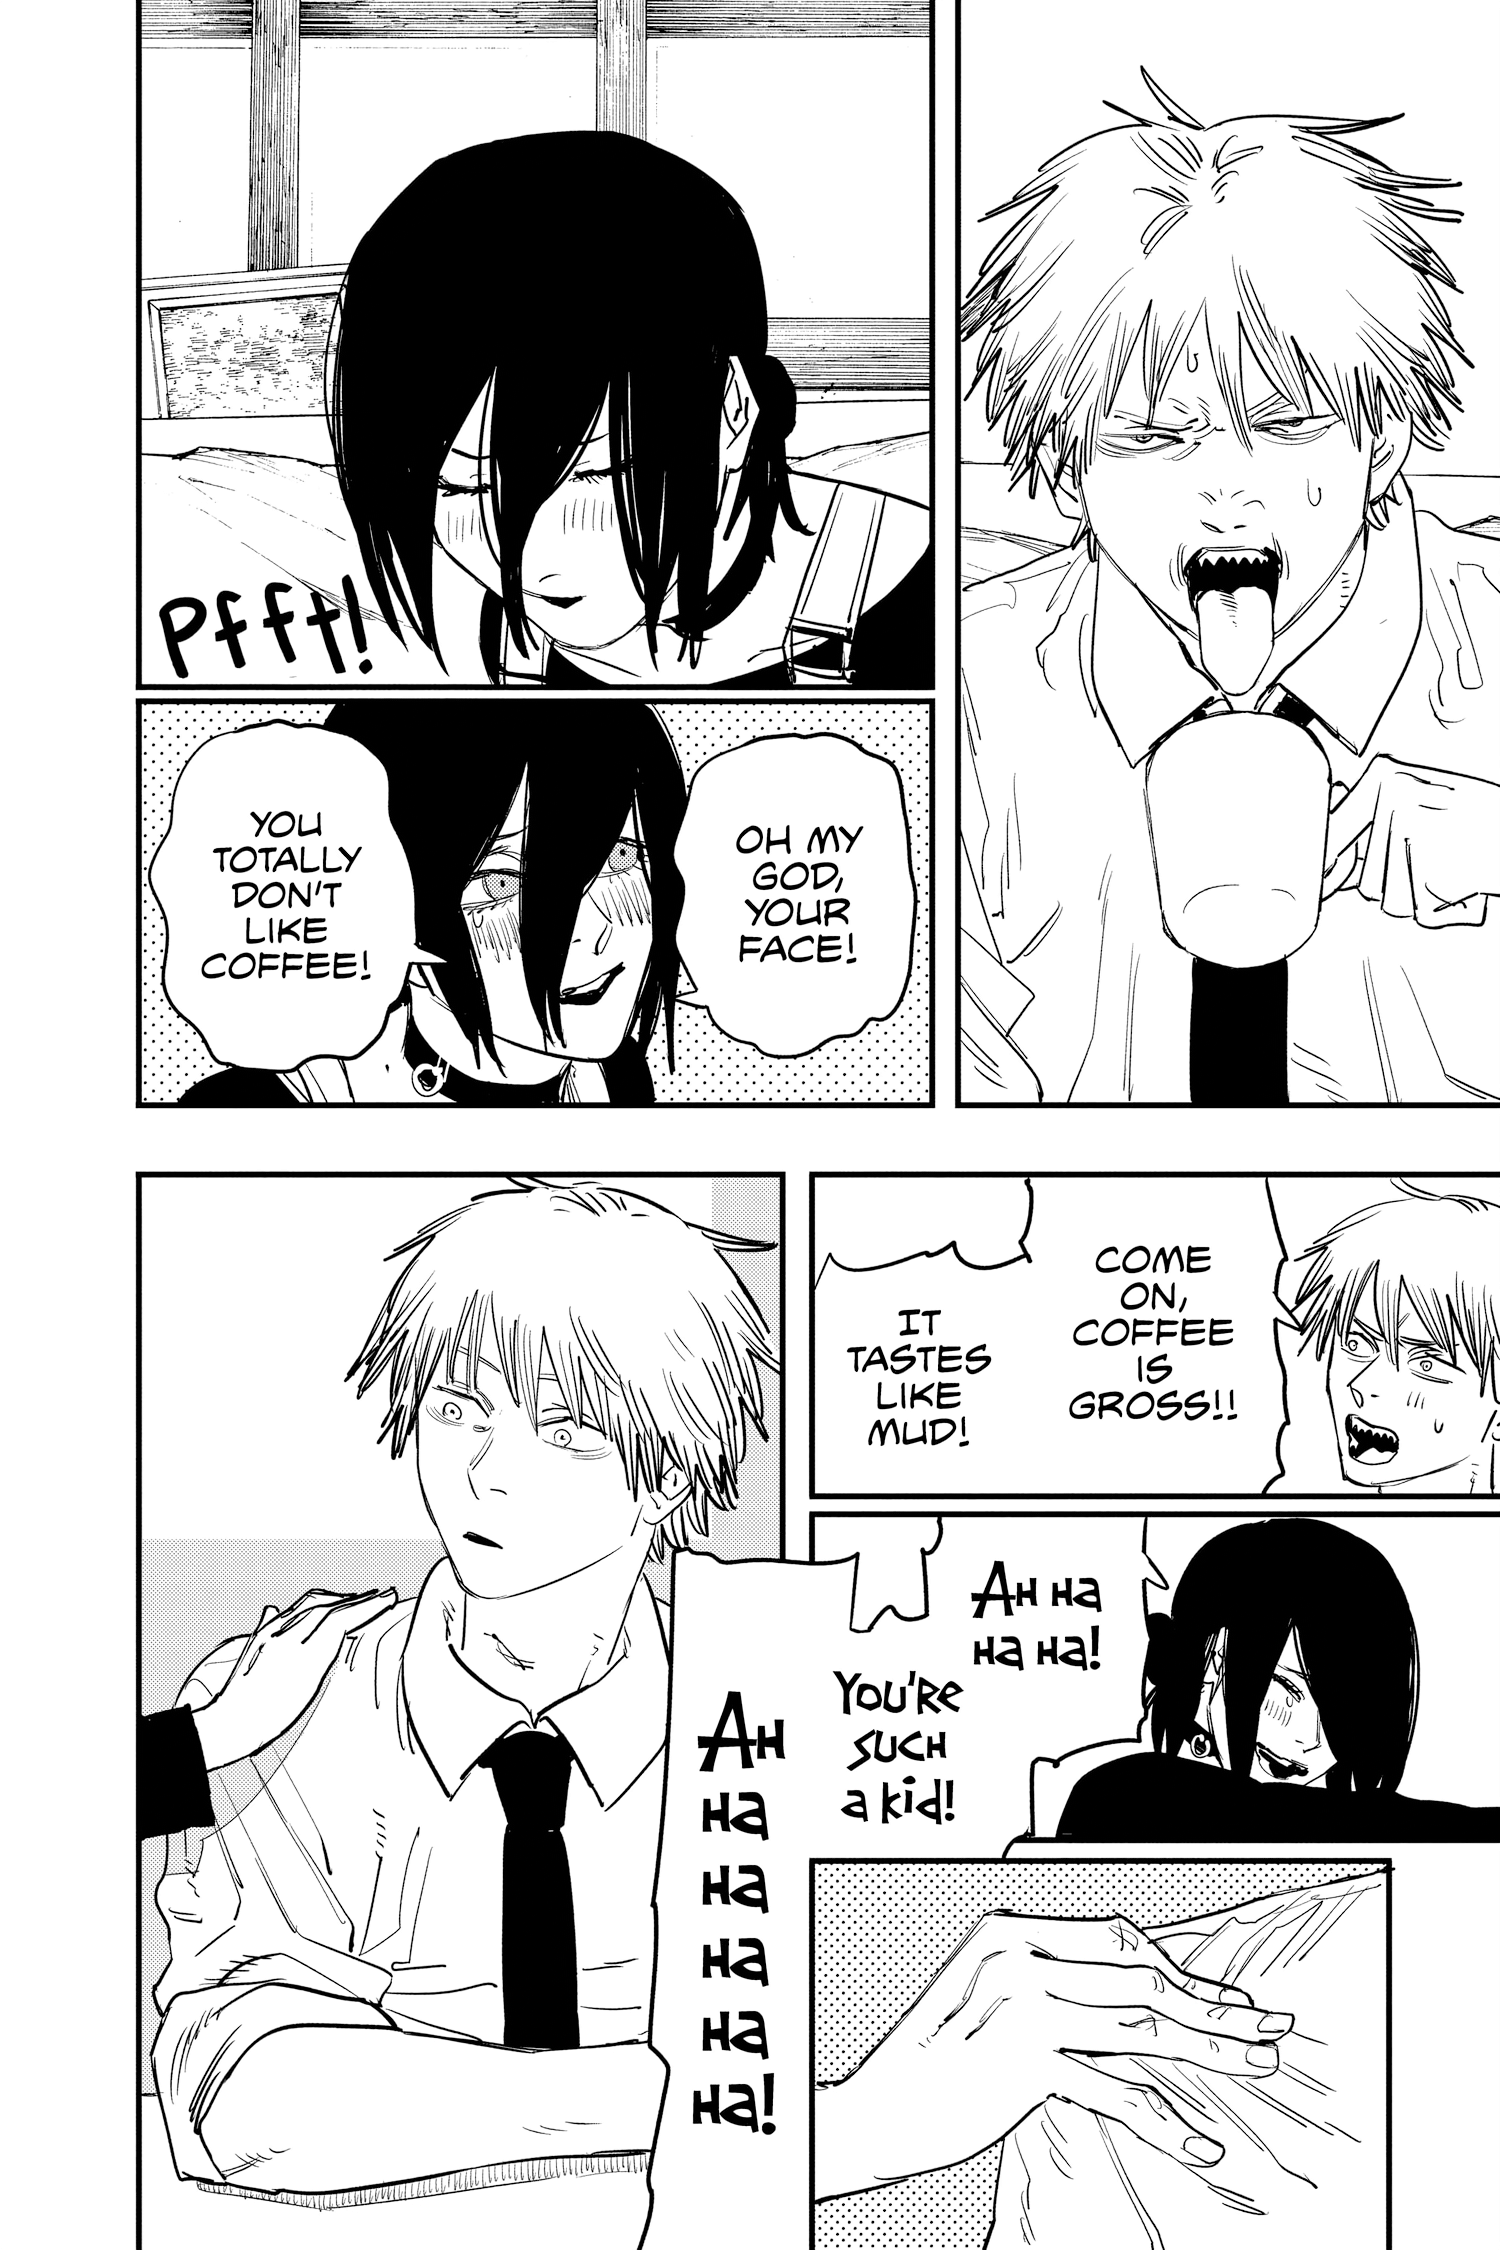 Pfft!
OH MY
GOD,
YOUR
FACE!
YOU
TOTALLY
DON'T
LIKE
COFFEE!
COME
ON,
COFFEE
IS
GROSS!!
IT
TASTES
LIKE
MUD!
AH HA
HA HA!
YOU'RE
SUCH
a kid!
AH
HA
HA
HA
HA
HA!